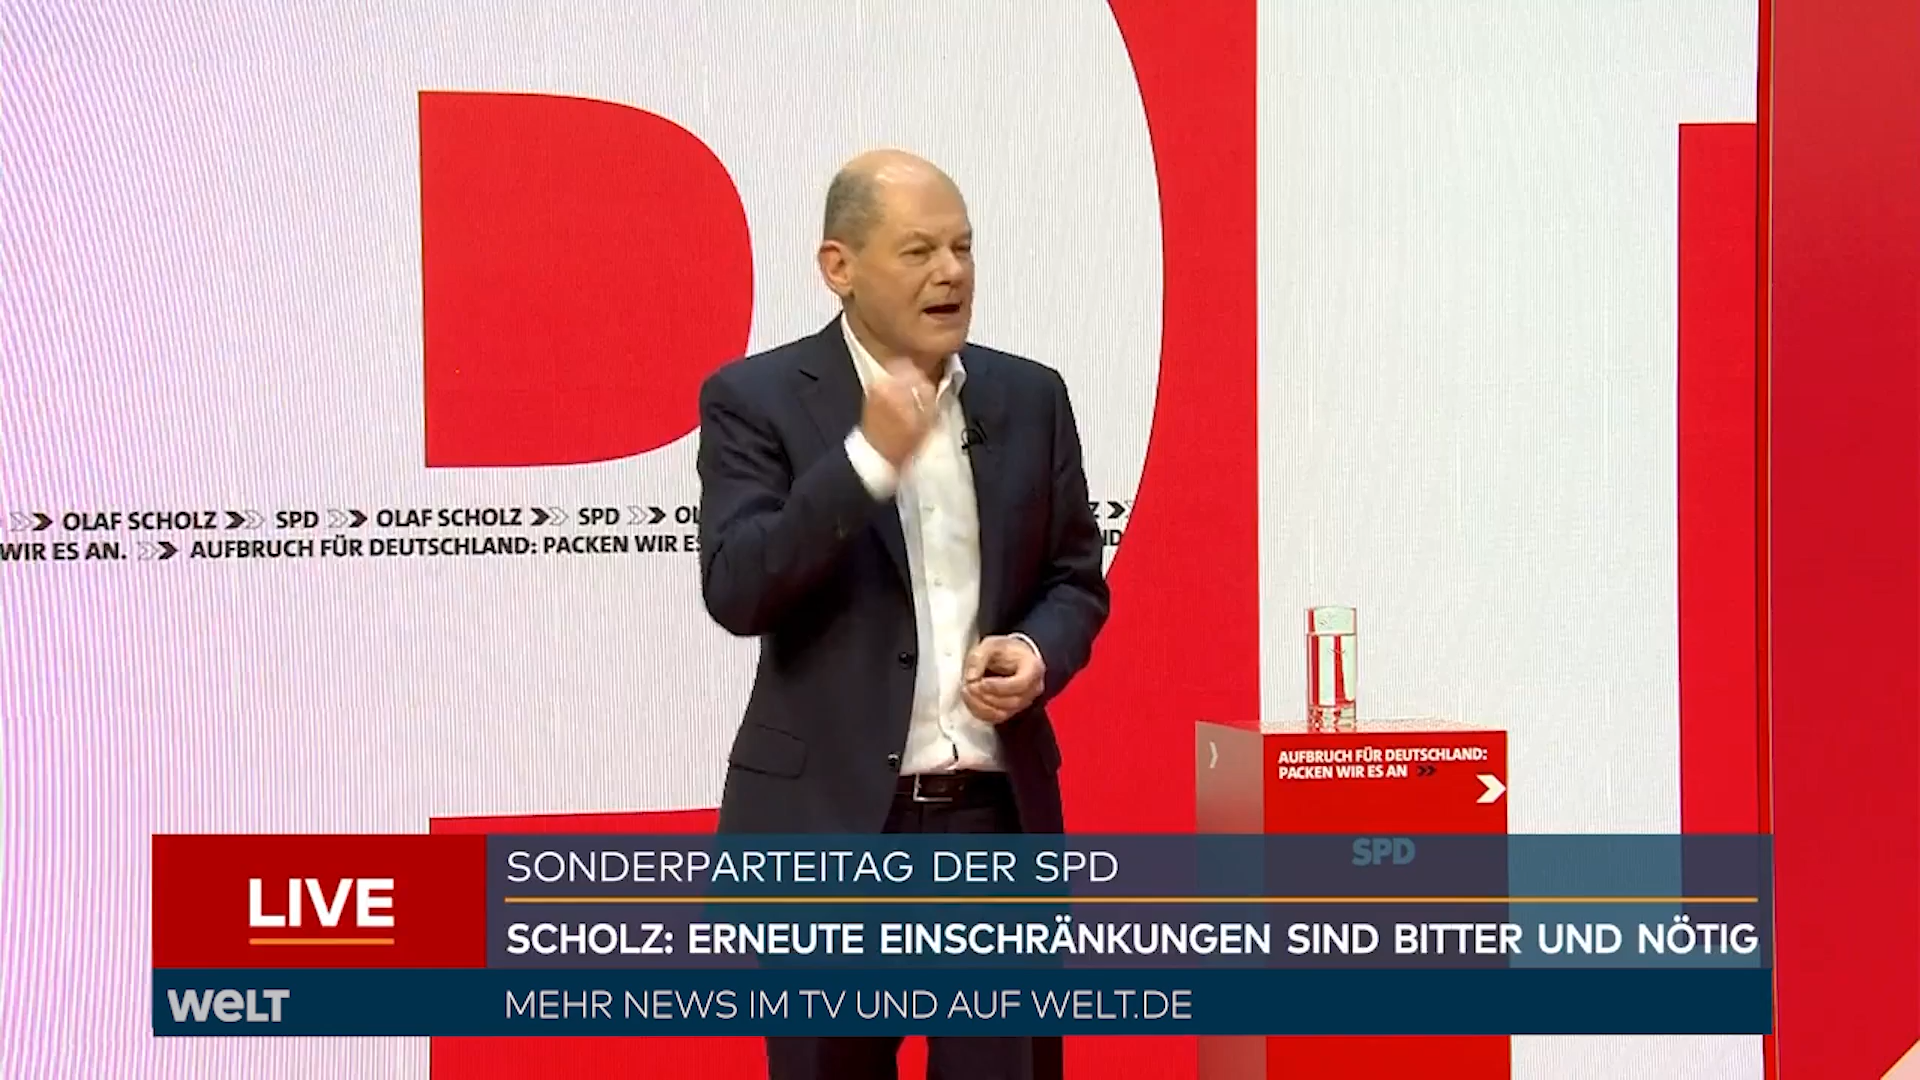 OLAF SCHOLZ SPD OLAF SCHOLZ SPD
WIR ES AN. AUFBRUCH FÜR DEUTSCHLAND: PACKEN WIR
AUFBRUCH FÜR DEUTSCHLAND:
PACKEN WIR ES AN
SPD
LIVE
SONDERPARTEITAG DER SPD
SCHOLZ: ERNEUTE EINSCHRÄNKUNGEN SIND BITTER UND NÖTIG
WELT
MEHR NEWS IM TV UND AUF WELT.DE